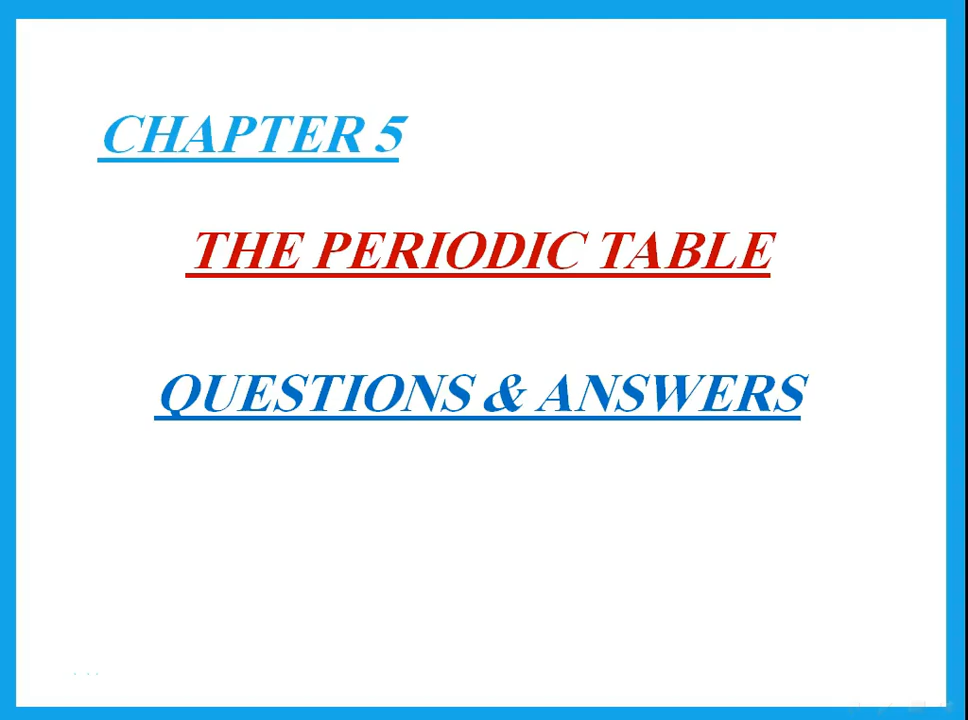 CHAPTER 5
THE PERIODIC TABLE
QUESTIONS & ANSWERS